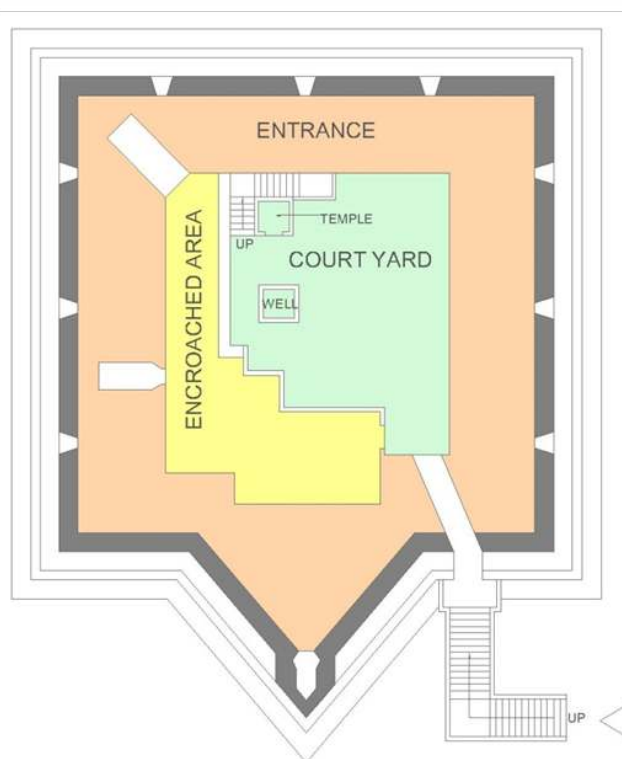 ENTRANCE
TEMPLE
UP
COURT YARD
WELL
ENCROACHED AREA
UP